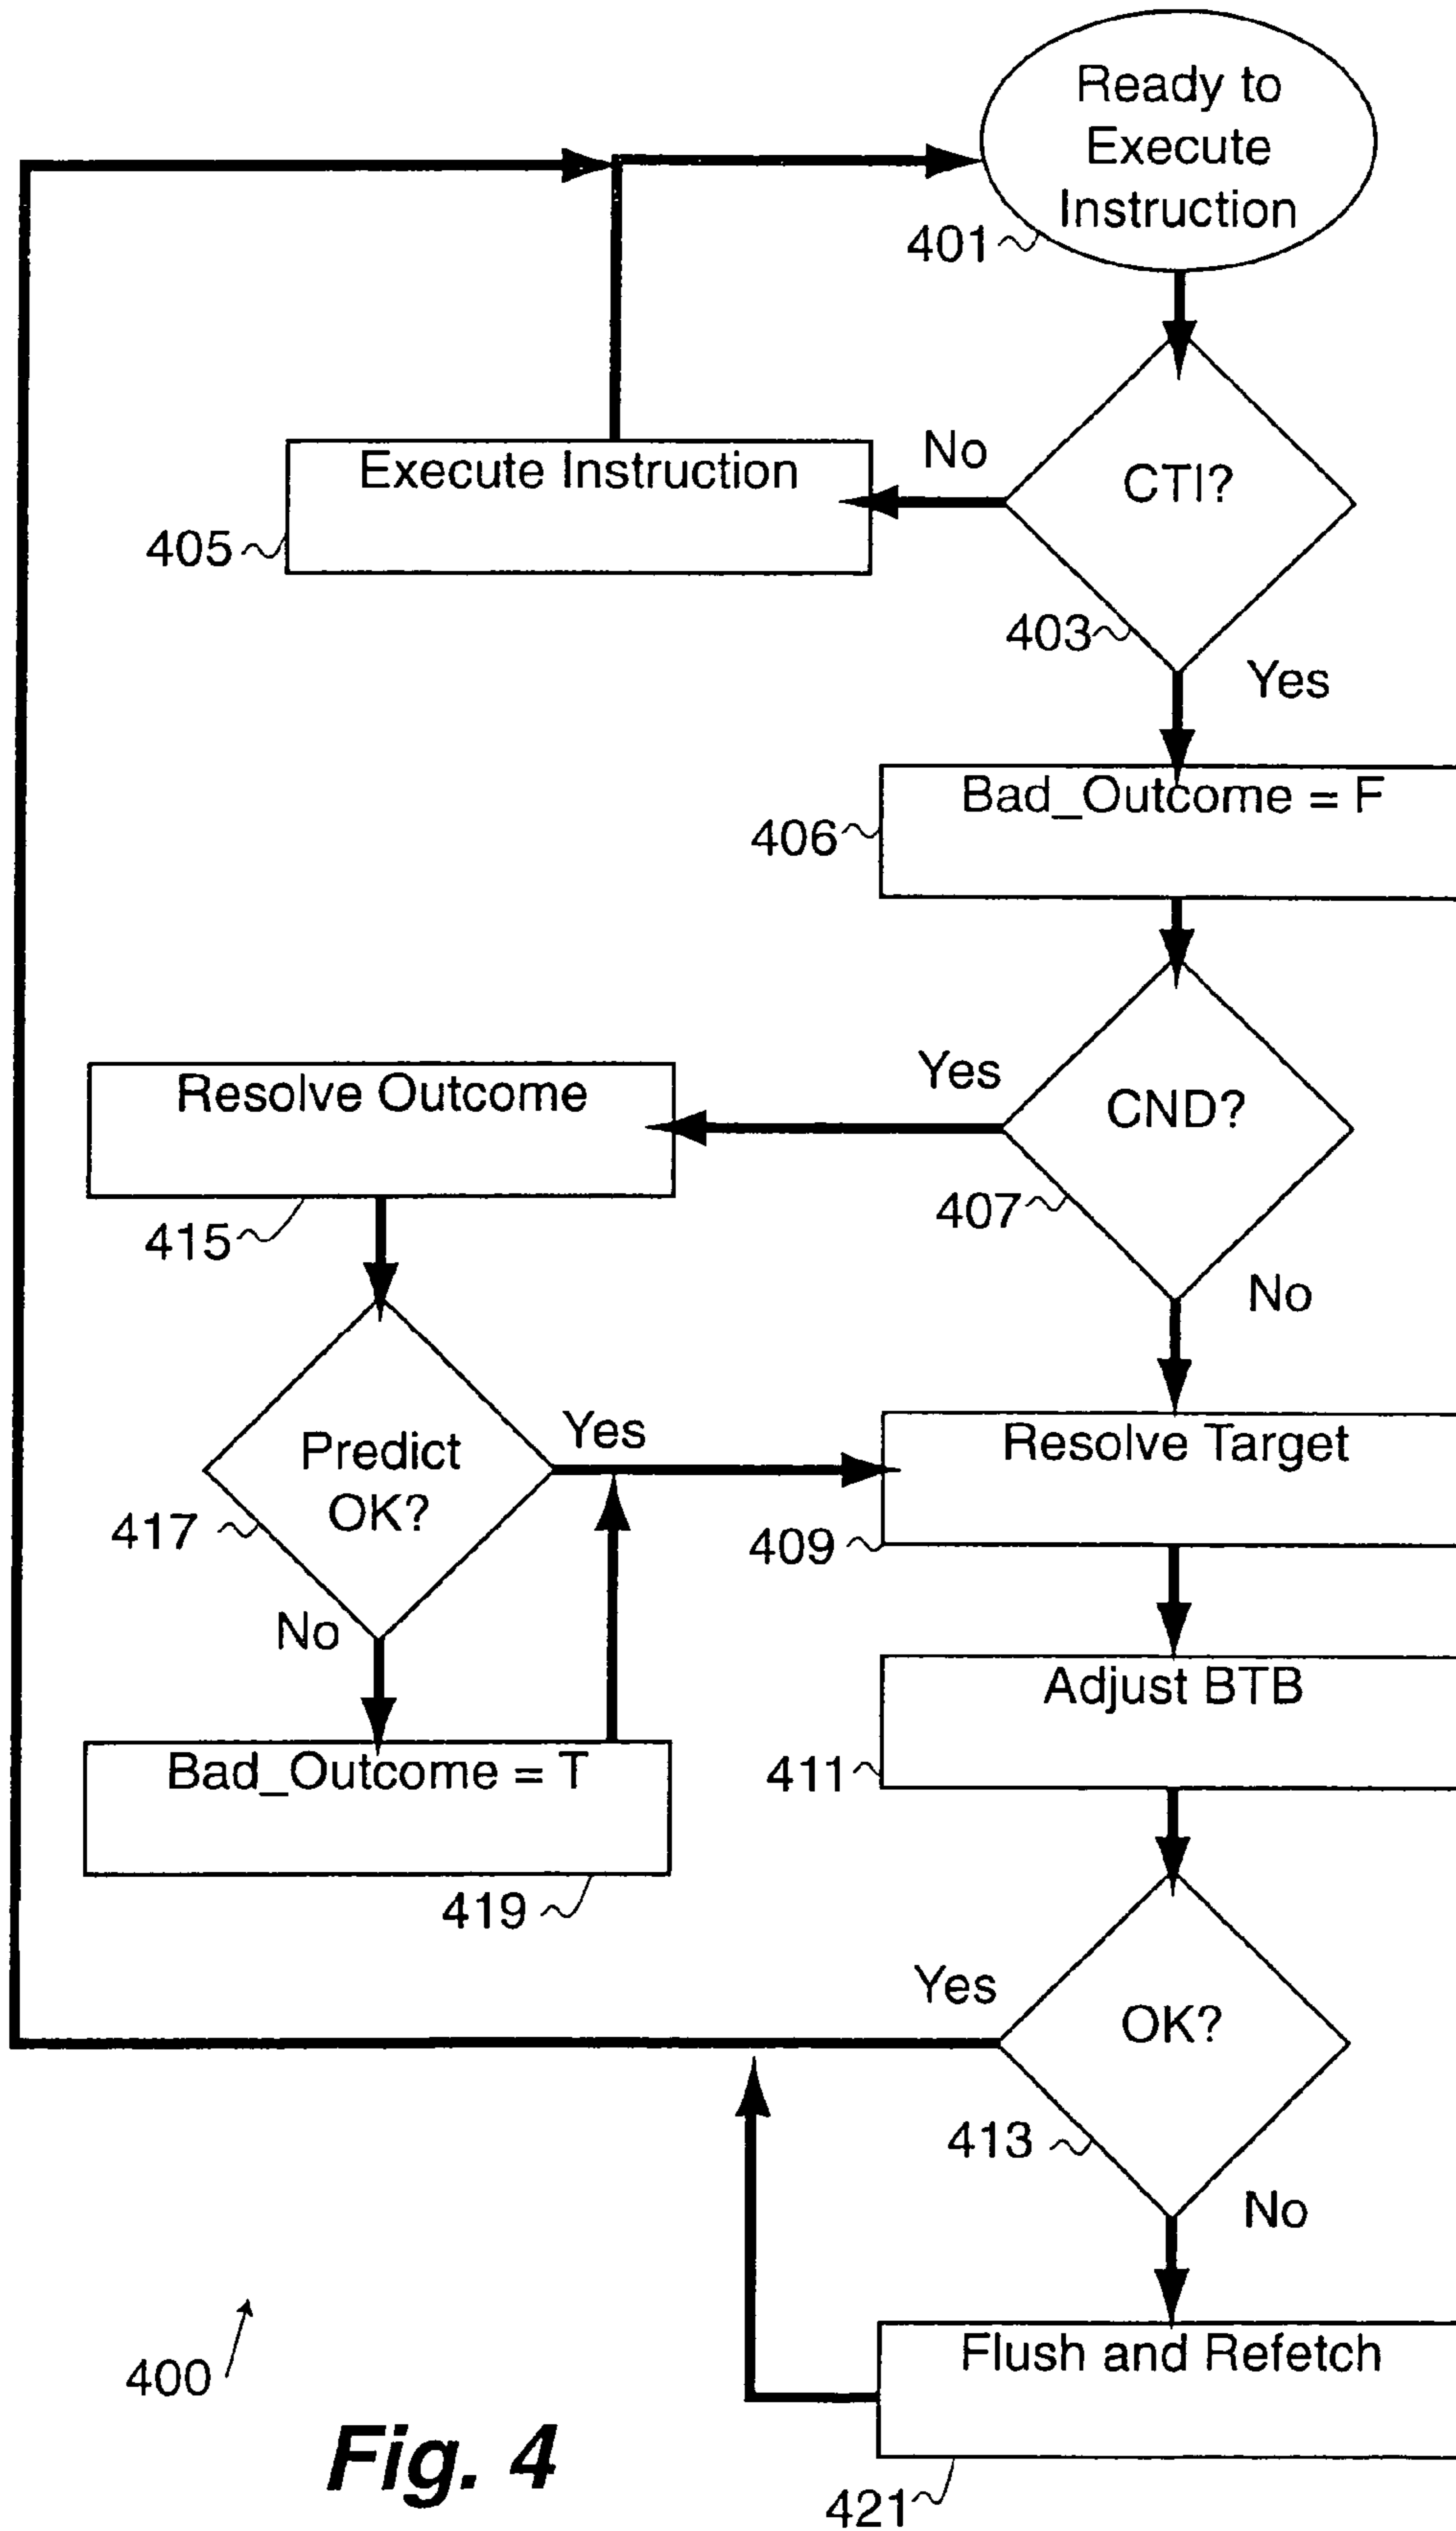 Ready to
Execute
Instruction
401
No
Execute Instruction
CTI?
405
403
Yes
Bad_Outcome = F
406
Yes
Resolve Outcome
CND?
415
407
No
Yes
Resolve Target
Predict
OK?
417
409
No
Adjust BTB
Bad_Outcome = T
411
419
Yes
OK?
413
No
Flush and Refetch
400
Fig. 4
421